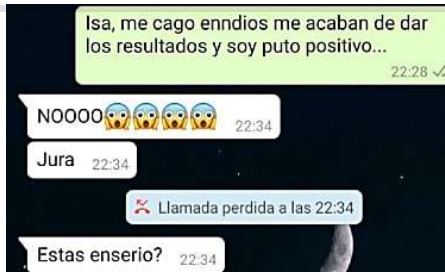 Isa, me cago enndios me acaban de dar
los resultados y soy puto positivo...
22:28
NOOOO😱😱😱😱 22:34
Jura 22:34
Llamada perdida a las 22:34
Estas enserio? 22:34